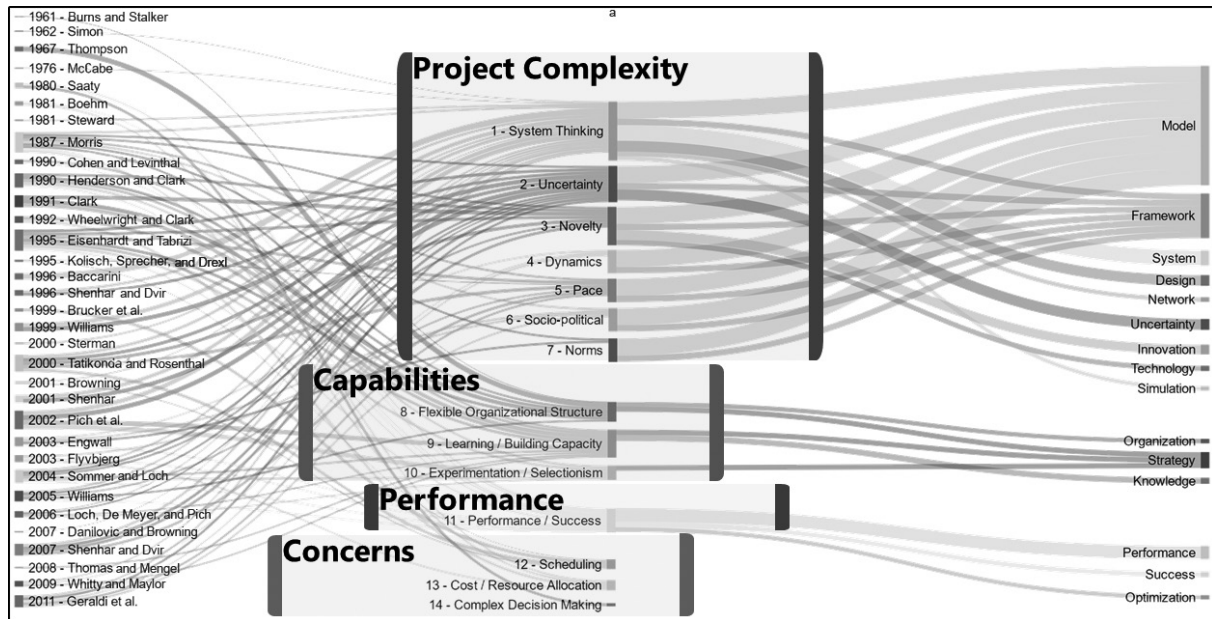 a
1961 - Burns and Stalker
1962 - Simon
1967 - Thompson
1976 - McCabe
1980 - Saaty
1981 - Boehm
1981 - Steward
1987 - Morris
1990 - Cohen and Levinthal
1990 - Henderson and Clark
1991 - Clark
1992 - Wheelwright and Clark
1995 - Eisenhardt and Tabrizi
1995 - Kolisch, Sprecher, and Drexl
1996 - Baccarini
1996 - Shenhar and Dvir
1999 - Brucker et al.
1999 - Williams
2000 - Sterman
2000 - Tatikonda and Rosenthal
2001 - Browning
2001 - Shenhar
2002 - Pich et al.
2003 - Engwall
2003 - Flyvbjerg
2004 - Sommer and Loch
2005 - Williams
2006 - Loch, De Meyer, and Pich
2007 - Danilovic and Browning
2007 - Shenhar and Dvir
2008 - Thomas and Mengel
2009 - Whitty and Maylor
2011 - Geraldi et al.
Project Complexity
1 - System Thinking
2 - Uncertainty
3 - Novelty
4 - Dynamics
5 - Pace
6 - Socio-political
7 - Norms
Capabilities
8 - Flexible Organizational Structure
9 - Learning / Building Capacity
10 - Experimentation / Selectionism
Performance
11 - Performance / Success
Concerns
12 - Scheduling
13 - Cost / Resource Allocation
14 - Complex Decision Making
Model
Framework
System
Design
Network
Uncertainty
Innovation
Technology
Simulation
Organization
Strategy
Knowledge
Performance
Success
Optimization